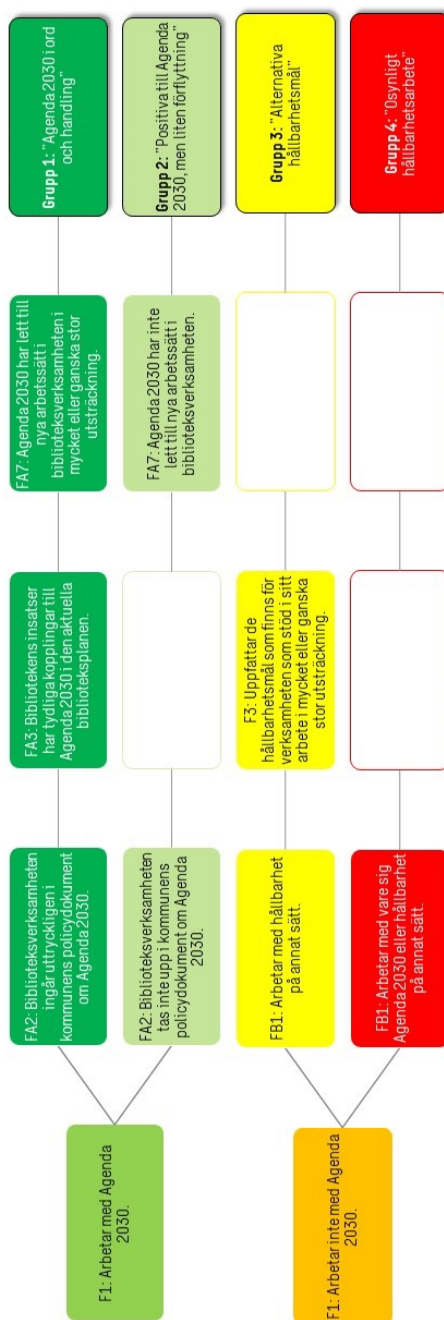 F1: Arbetar med Agenda
2030.
FA2: Biblioteksverksamheten
ingår uttryckligen i
kommunens policydokument
om Agenda 2030.
FA3: Bibliotekens insatser
har tydliga kopplingar till
Agenda 2030 i den aktuella
biblioteksplanen.
FA7: Agenda 2030 har lett till
nya arbetssätt i
biblioteksverksamheten i
mycket eller ganska stor
utsträckning.
Grupp 1: "Agenda 2030 i ord
och handling"
FA2: Biblioteksverksamheten
tas inte upp i kommunens
policydokument om Agenda
2030.
FA7: Agenda 2030 har inte
lett till nya arbetssätt i
biblioteksverksamheten.
Grupp 2: "Positiva till Agenda
2030, men liten förflyttning"
F1: Arbetar inte med Agenda
2030.
FB1: Arbetar med hållbarhet
på annat sätt.
F3: Uppfattar de
hållbarhetsmål som finns för
verksamheten som stöd i sitt
arbete i mycket eller ganska
stor utsträckning.
Grupp 3: "Alternativa
hållbarhetsmål"
FB1: Arbetar med vare sig
Agenda 2030 eller hållbarhet
på annat sätt.
Grupp 4: "Osynligt
hållbarhetsarbete"